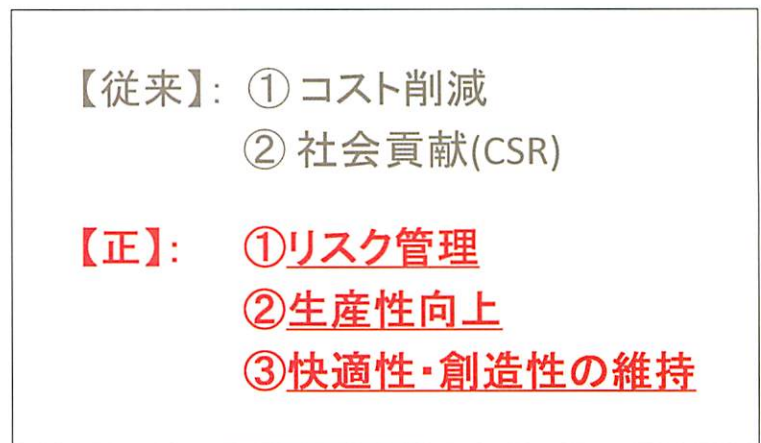 【従来】: ① コスト削減
② 社会貢献(CSR)
【正】: ①リスク管理
②生産性向上
③快適性・創造性の維持